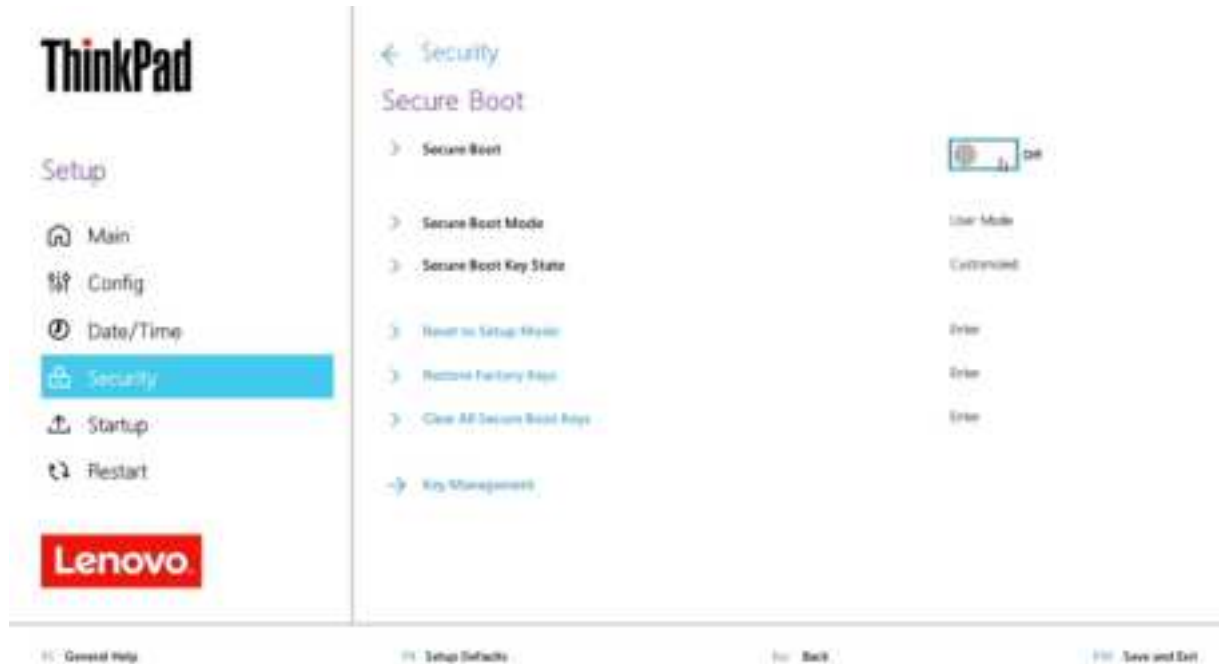 ThinkPad
Setup
Main
Config
Date/Time
Security
Startup
Restart
Lenovo
Security
Secure Boot
Secure Boot Off
Secure Boot Mode User Mode
Secure Boot Key State Customized
Reset to Setup Mode Enter
Restore Factory Keys Enter
Clear All Secure Boot Keys Enter
Key Management
General Help
Setup Defaults
Esc Back
F10 Save and Exit